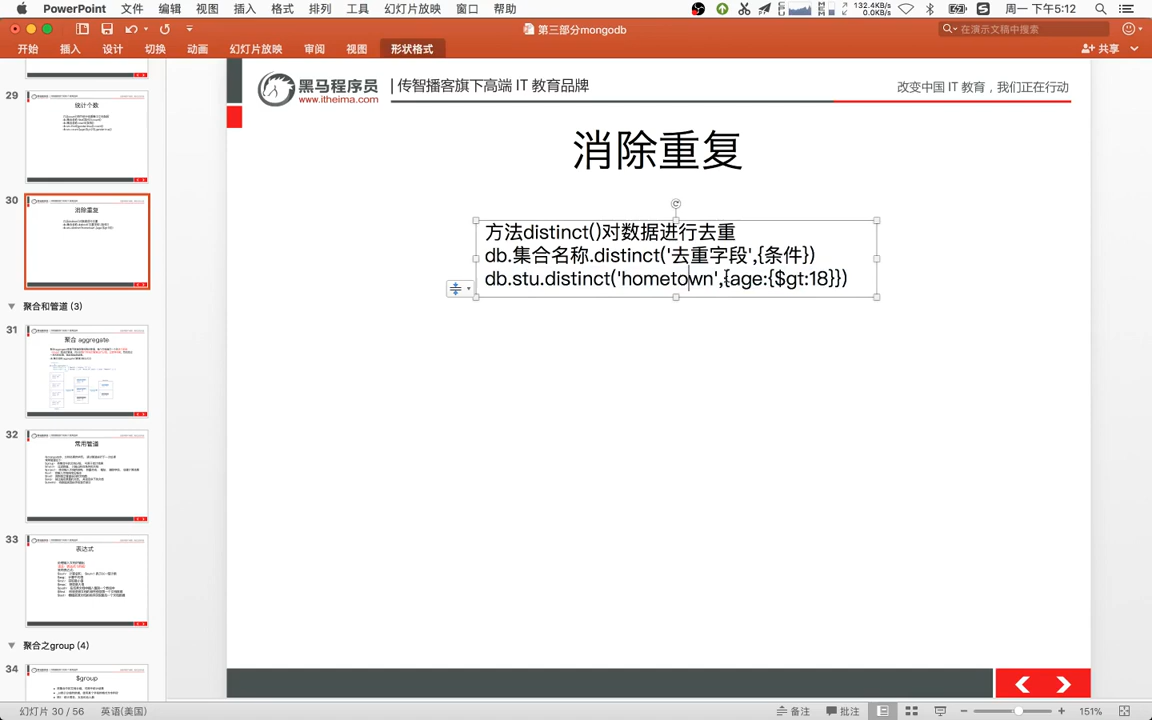 PowerPoint 文件 编辑 视图 插入 格式 工具 排列 幻灯片放映 窗口 帮助 132.4KB/s 0.0KB/s 周一 下午5:12
第三部分mongodb 在演示文稿中搜索
开始 插入 设计 切换 动画 幻灯片放映 审阅 视图 形状格式 共享
黑马程序员 www.itheima.com 传智播客旗下高端 IT 教育品牌 改变中国 IT 教育，我们正在行动
消除重复
方法distinct()对数据进行去重
db.集合名称.distinct('去重字段',{条件})
db.stu.distinct('hometown',{age:{$gt:18}})
29
统计个数
30
消除重复
聚合和管道 (3)
31
聚合 aggregate
32
常用管道
33
表达式
聚合之group (4)
34
$group
幻灯片 30 / 56 英语(美国) 备注 批注 151%